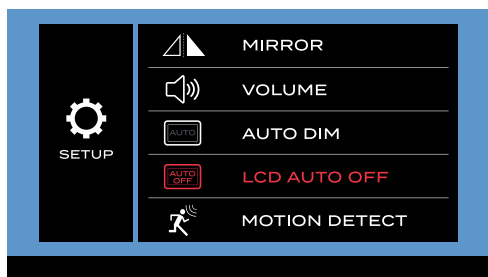 MIRROR
VOLUME
AUTO
AUTO DIM
SETUP
AUTO
OFF
LCD AUTO OFF
MOTION DETECT